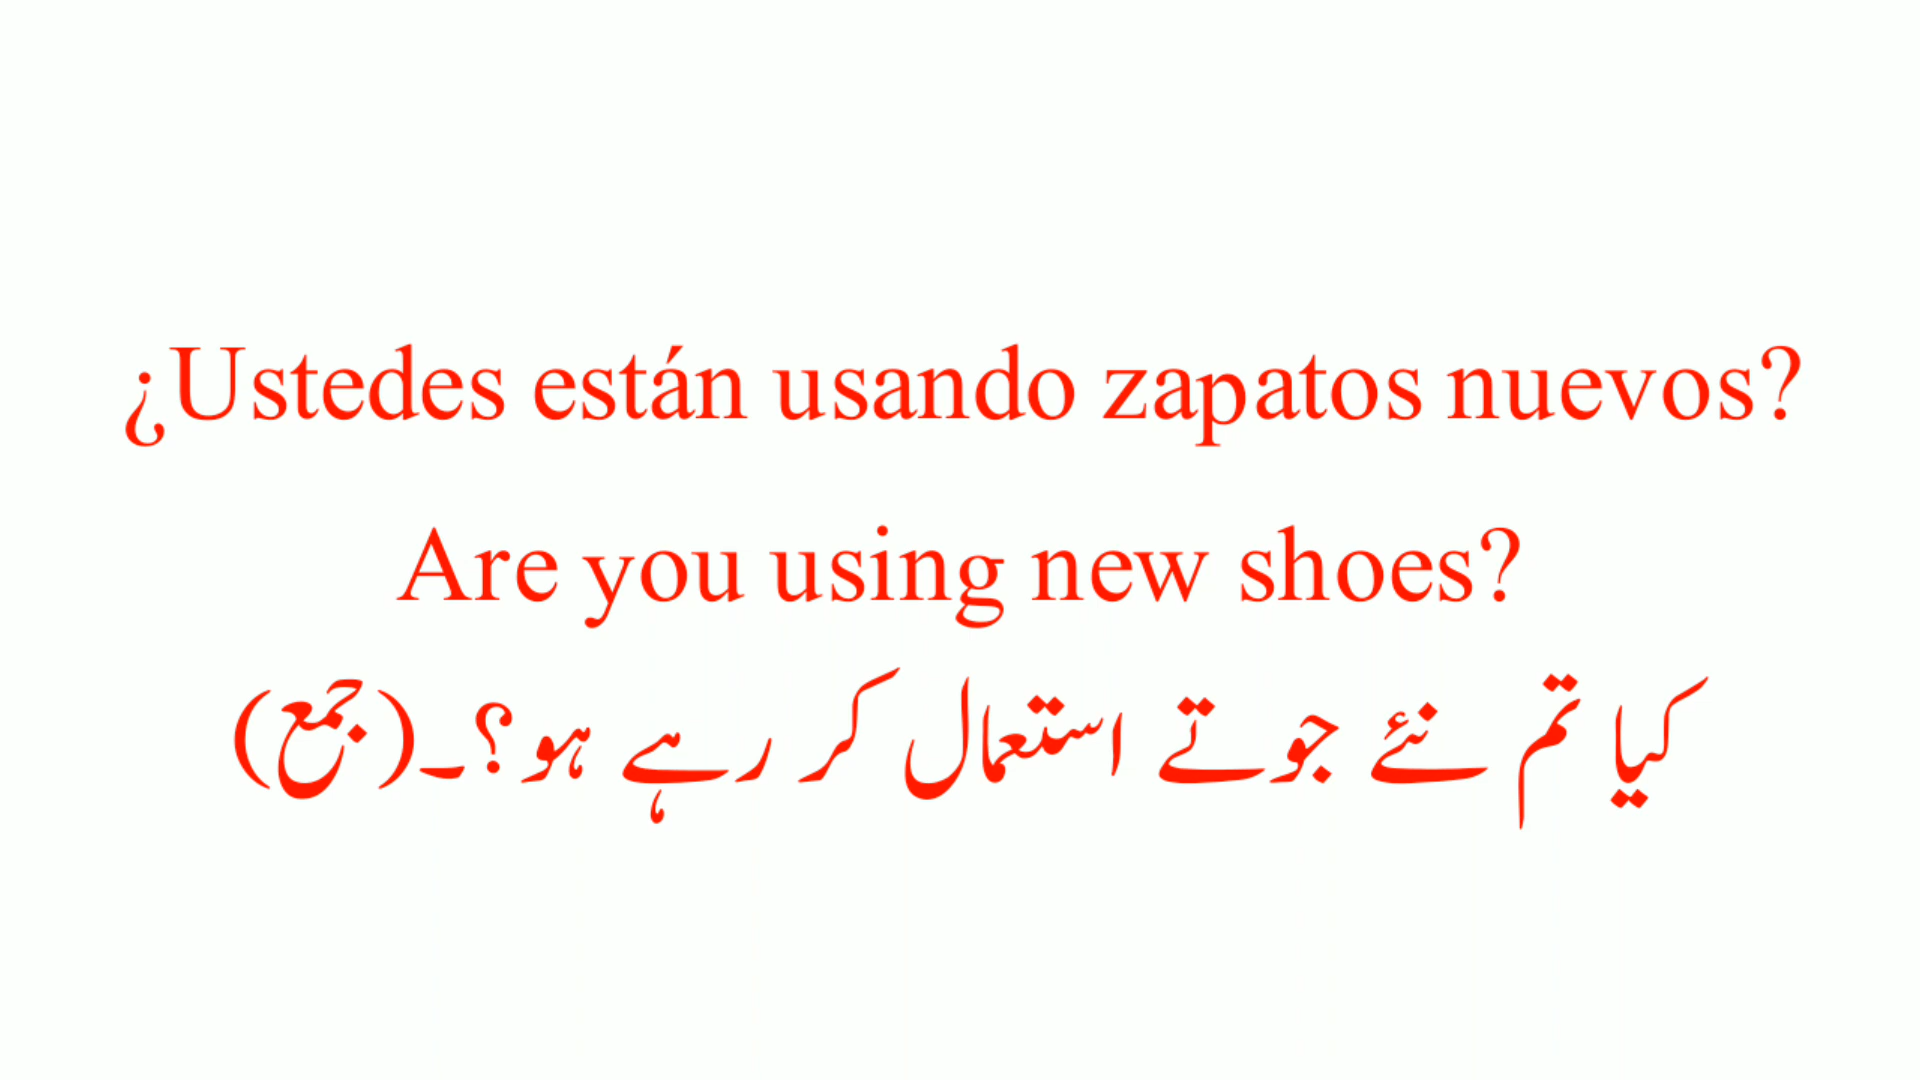 ¿Ustedes están usando zapatos nuevos?
Are you using new shoes?
کیا تم نئے جوتے استعمال کر رہے ہو؟۔(جمع)